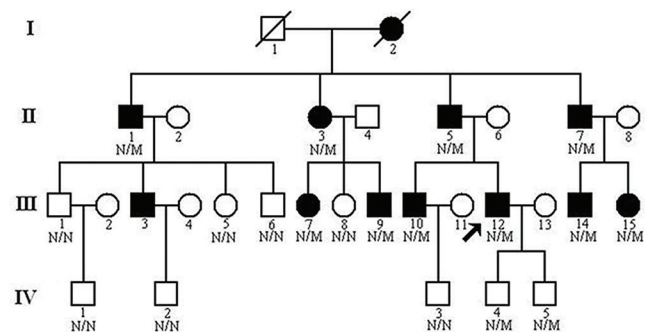 I
1 2
II
1 2 3 4 5 6 7 8
N/M N/M N/M N/M
III
1 2 3 4 5 6 7 8 9 10 11 12 13 14 15
N/N N/M N/N N/N N/M N/N N/M N/M N/M N/M N/M
IV
1 2 3 4 5
N/N N/N N/N N/M N/M